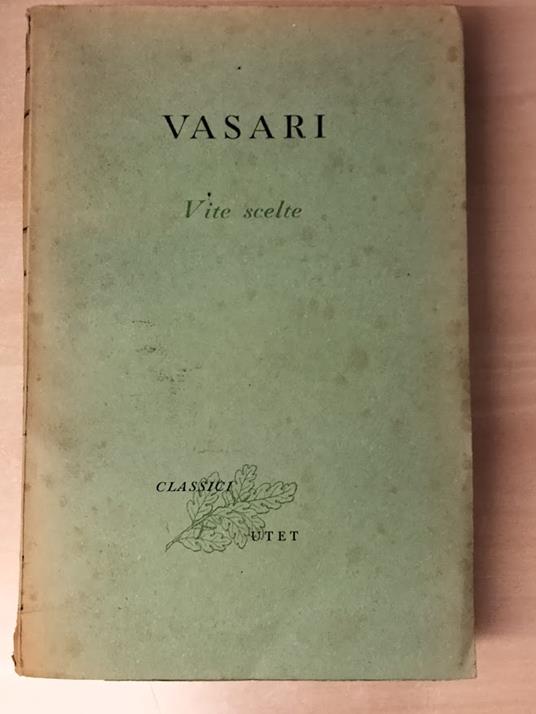 VASARI
Vite scelte
CLASSICI
UTET